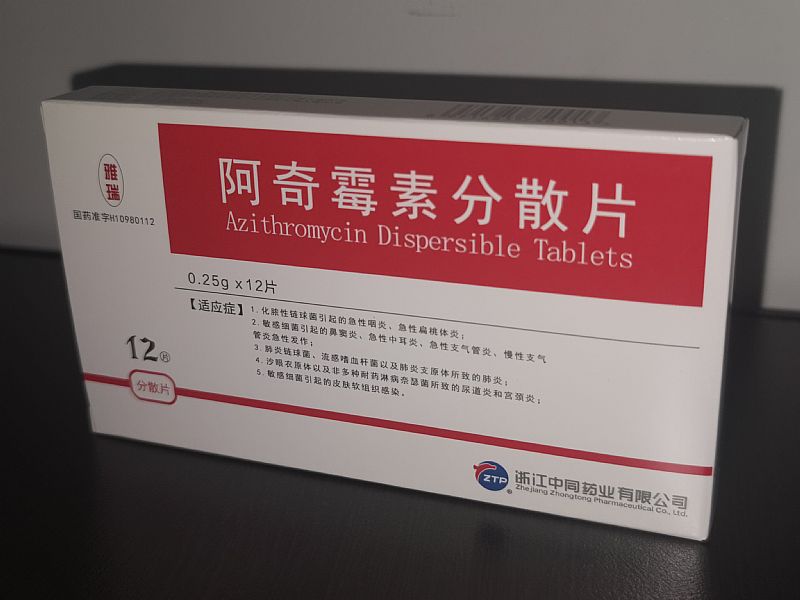 雅瑞
国药准字H10980112
阿奇霉素分散片
Azithromycin Dispersible Tablets
0.25g x12片
【适应症】1. 化脓性链球菌引起的急性咽炎、急性扁桃体炎；
2. 敏感细菌引起的鼻窦炎、急性中耳炎、急性支气管炎、慢性支气
管炎急性发作；
3. 肺炎链球菌、流感嗜血杆菌以及肺炎支原体所致的肺炎；
4. 沙眼衣原体以及非多种耐药淋病奈瑟菌所致的尿道炎和宫颈炎；
5. 敏感细菌引起的皮肤软组织感染。
12片
分散片
ZTP
浙江中同药业有限公司
Zhejiang Zhongtong Pharmaceutical Co., Ltd.